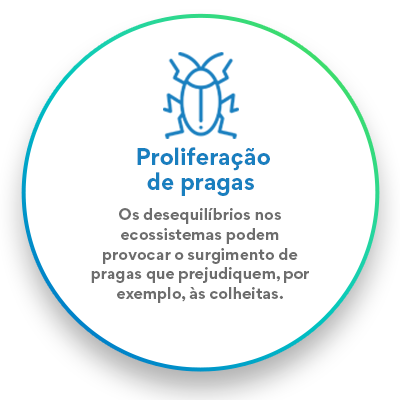 Proliferação
de pragas
Os desequilíbrios nos
ecossistemas podem
provocar o surgimento de
pragas que prejudiquem, por
exemplo, às colheitas.